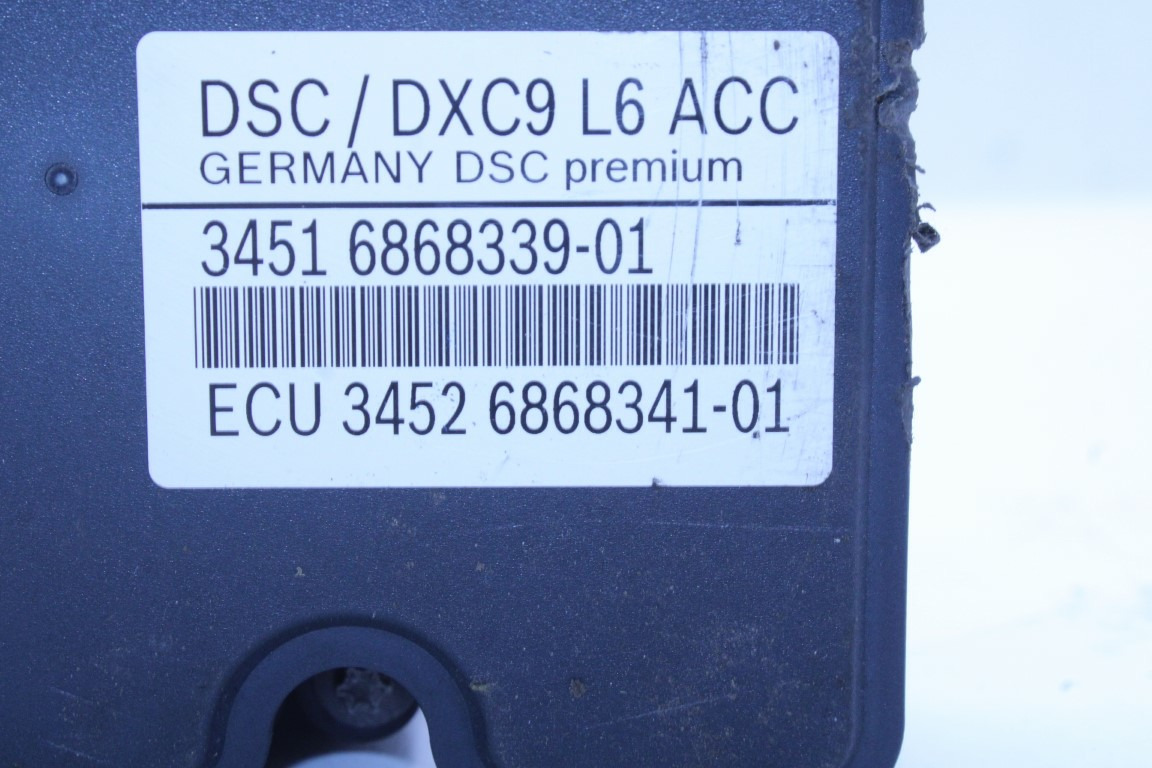 DSC / DXC9 L6 ACC
GERMANY DSC premium
3451 6868339-01
ECU 3452 6868341-01